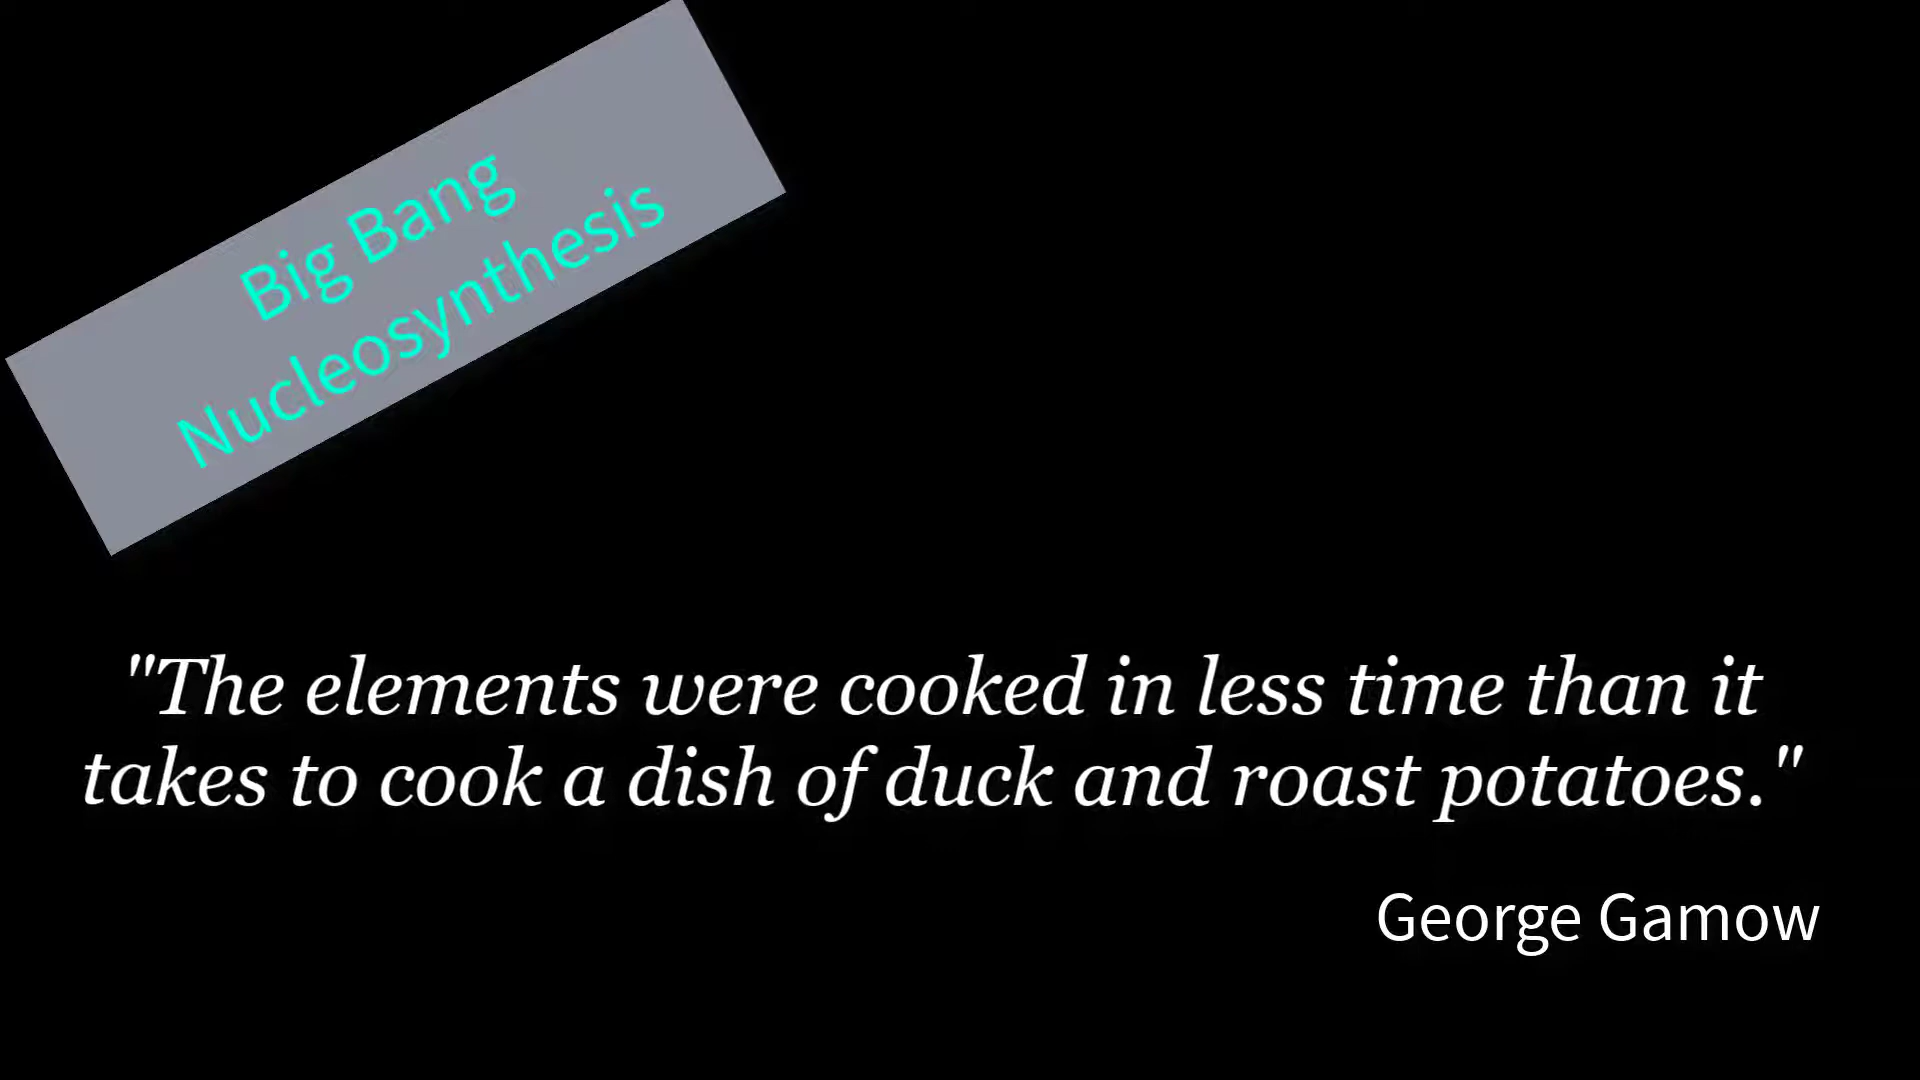 Big Bang
Nucleosynthesis
"The elements were cooked in less time than it
takes to cook a dish of duck and roast potatoes."
George Gamow